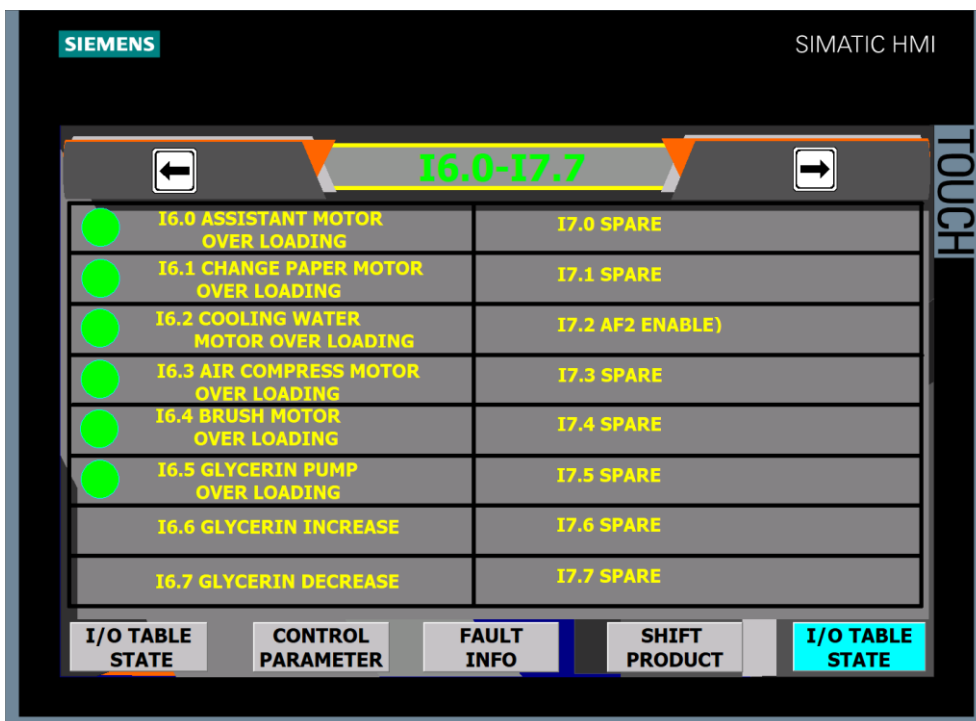 SIEMENS
SIMATIC HMI
TOUCH
I6.0-I7.7
I6.0 ASSISTANT MOTOR
OVER LOADING
I7.0 SPARE
I6.1 CHANGE PAPER MOTOR
OVER LOADING
I7.1 SPARE
I6.2 COOLING WATER
MOTOR OVER LOADING
I7.2 AF2 ENABLE)
I6.3 AIR COMPRESS MOTOR
OVER LOADING
I7.3 SPARE
I6.4 BRUSH MOTOR
OVER LOADING
I7.4 SPARE
I6.5 GLYCERIN PUMP
OVER LOADING
I7.5 SPARE
I6.6 GLYCERIN INCREASE
I7.6 SPARE
I6.7 GLYCERIN DECREASE
I7.7 SPARE
I/O TABLE
STATE
CONTROL
PARAMETER
FAULT
INFO
SHIFT
PRODUCT
I/O TABLE
STATE